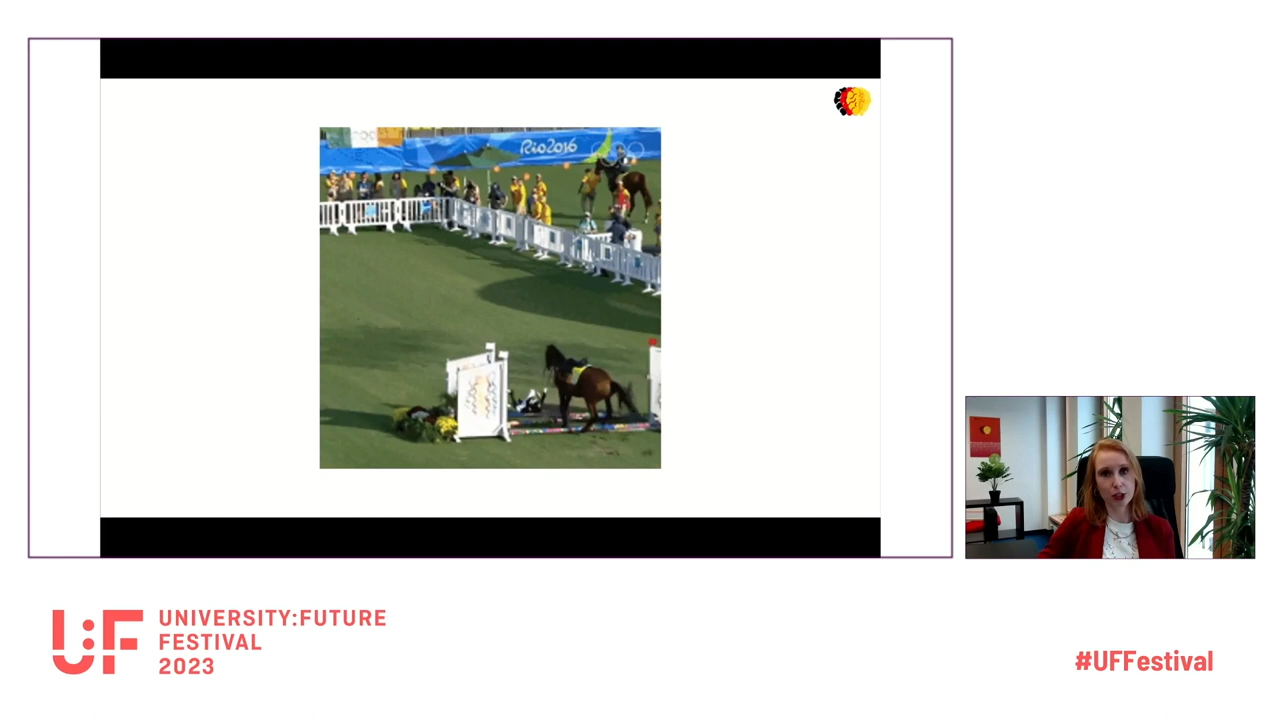 Rio2016
UNIVERSITY:FUTURE
FESTIVAL
2023
#UFFestival
U:F